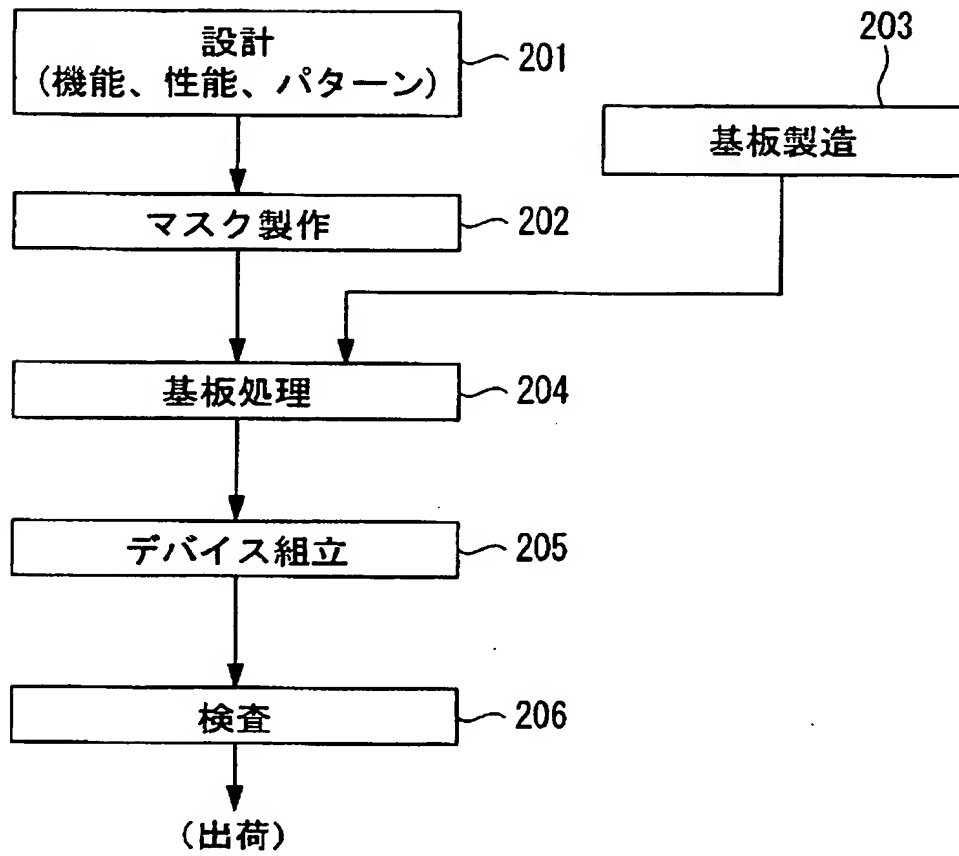 設計
(機能、性能、パターン)
201
203
基板製造
マスク製作
202
基板処理
204
デバイス組立
205
検査
206
(出荷)